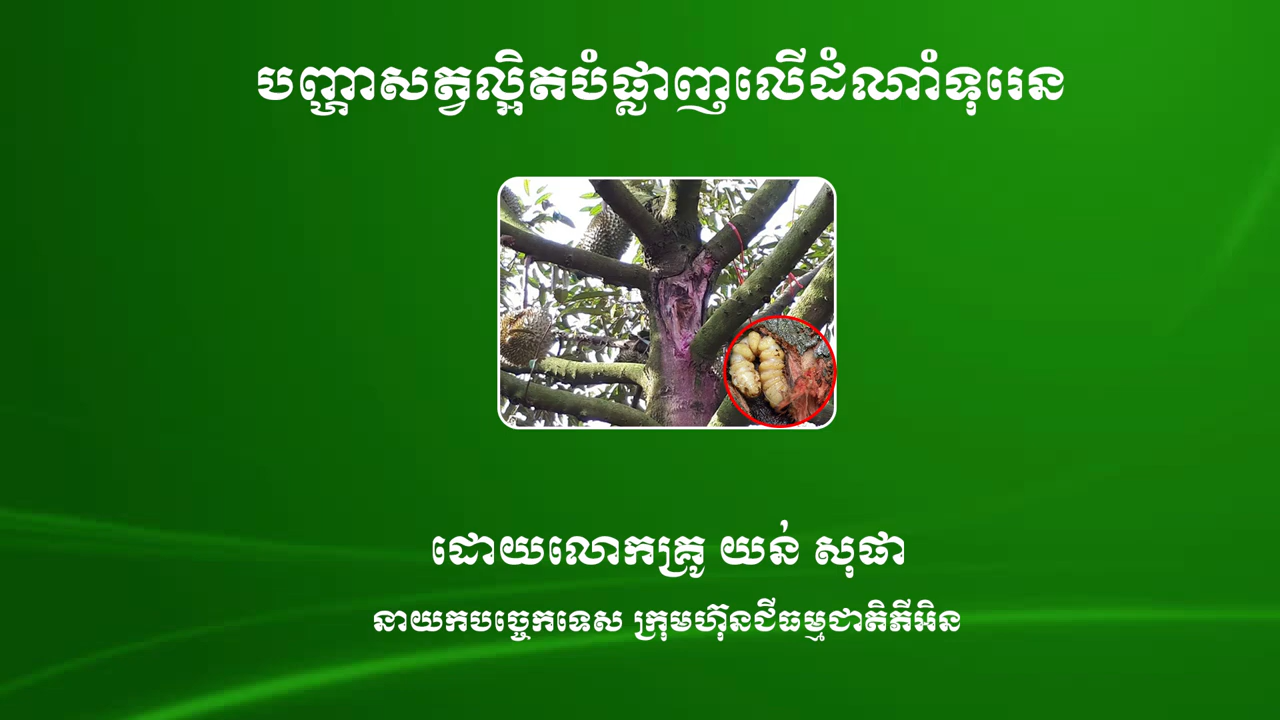 បញ្ហាសត្វល្អិតបំផ្លាញលើដំណាំទុរេន
ដោយលោកគ្រូ យន់ សុផា
នាយកបច្ចេកទេស ក្រុមហ៊ុនជីធម្មជាតិភីអិន